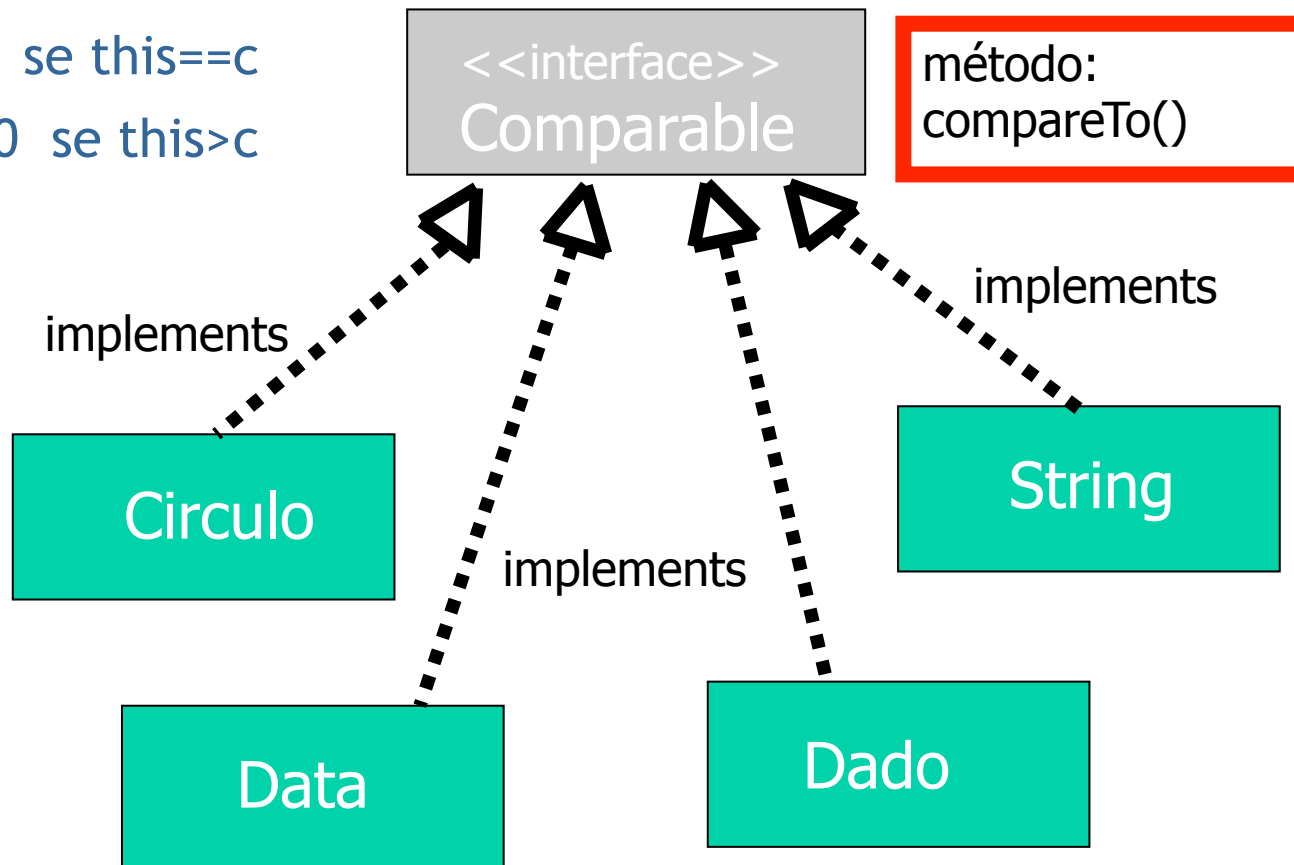 se this==c
0 se this>c
<<interface>>
Comparable
método:
compareTo()
implements
implements
Circulo
String
implements
Data
Dado